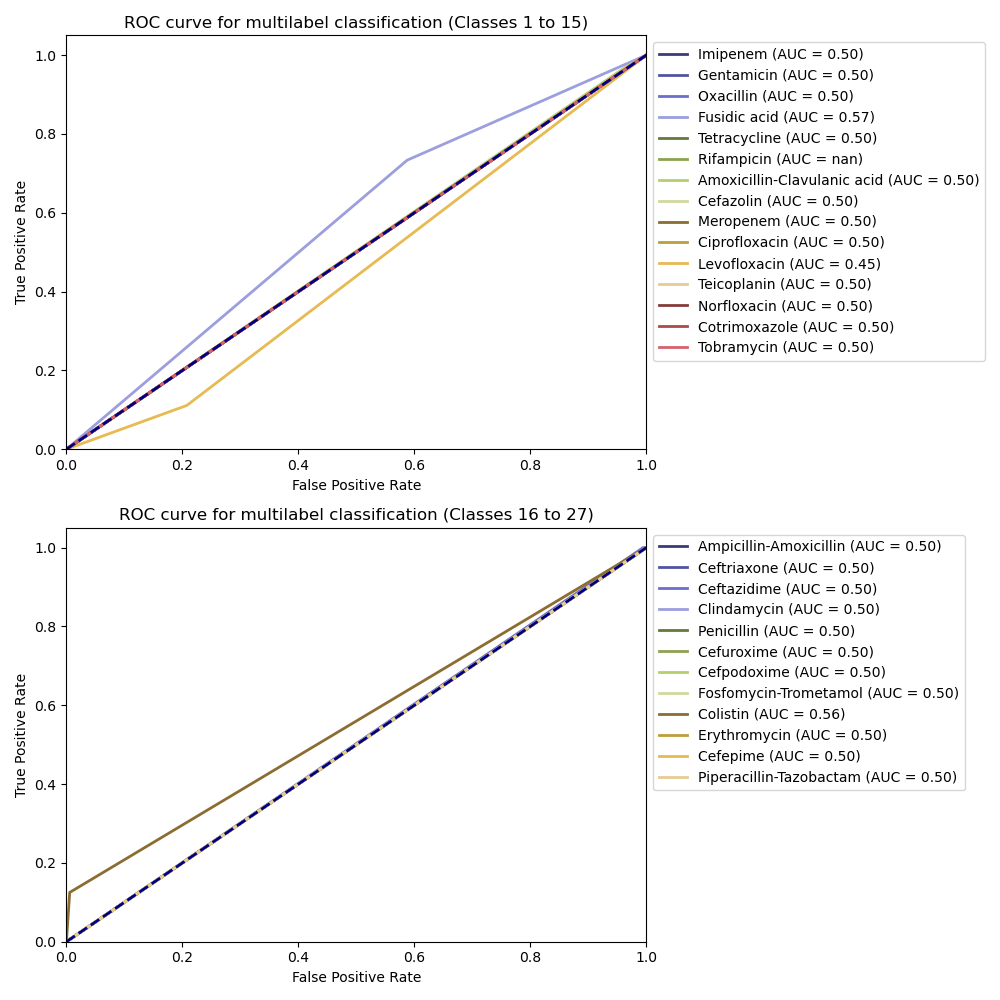 ROC curve for multilabel classification (Classes 1 to 15)
1.0
0.8
0.6
0.4
0.2
0.0
True Positive Rate
0.0 0.2 0.4 0.6 0.8 1.0
False Positive Rate
Imipenem (AUC = 0.50)
Gentamicin (AUC = 0.50)
Oxacillin (AUC = 0.50)
Fusidic acid (AUC = 0.57)
Tetracycline (AUC = 0.50)
Rifampicin (AUC = nan)
Amoxicillin-Clavulanic acid (AUC = 0.50)
Cefazolin (AUC = 0.50)
Meropenem (AUC = 0.50)
Ciprofloxacin (AUC = 0.50)
Levofloxacin (AUC = 0.45)
Teicoplanin (AUC = 0.50)
Norfloxacin (AUC = 0.50)
Cotrimoxazole (AUC = 0.50)
Tobramycin (AUC = 0.50)
ROC curve for multilabel classification (Classes 16 to 27)
1.0
0.8
0.6
0.4
0.2
0.0
True Positive Rate
0.0 0.2 0.4 0.6 0.8 1.0
False Positive Rate
Ampicillin-Amoxicillin (AUC = 0.50)
Ceftriaxone (AUC = 0.50)
Ceftazidime (AUC = 0.50)
Clindamycin (AUC = 0.50)
Penicillin (AUC = 0.50)
Cefuroxime (AUC = 0.50)
Cefpodoxime (AUC = 0.50)
Fosfomycin-Trometamol (AUC = 0.50)
Colistin (AUC = 0.56)
Erythromycin (AUC = 0.50)
Cefepime (AUC = 0.50)
Piperacillin-Tazobactam (AUC = 0.50)